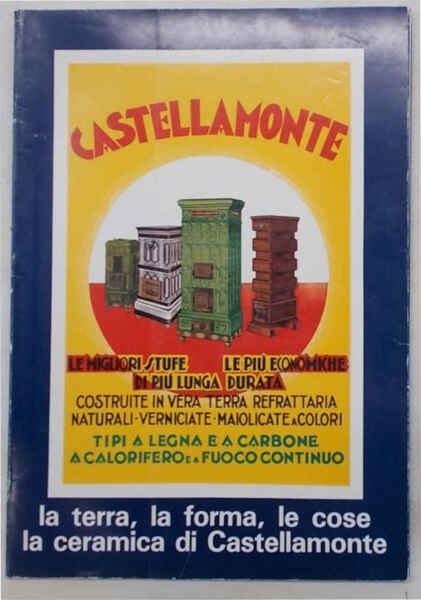 CASTELLAMONTE
LE MIGLIORI STUFE LE PIÙ ECONOMICHE
DI PIÙ LUNGA DURATA
COSTRUITE IN VERA TERRA REFRATTARIA
NATURALI - VERNICIATE - MAIOLICATE A COLORI
TIPI A LEGNA E A CARBONE
A CALORIFERO E A FUOCO CONTINUO
la terra, la forma, le cose
la ceramica di Castellamonte